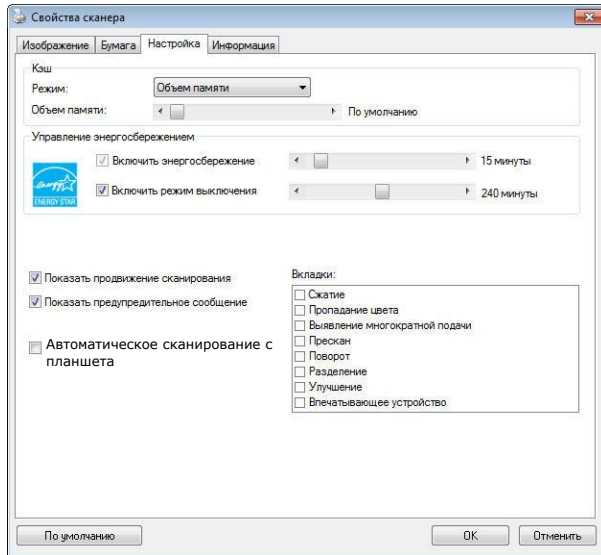 Свойства сканера
Изображение Бумага Настройка Информация
Кэш
Режим: Объем памяти
Объем памяти: По умолчанию
Управление энергосбережением
Включить энергосбережение 15 минуты
energy
ENERGY STAR
Включить режим выключения 240 минуты
Показать продвижение сканирования
Показать предупредительное сообщение
Автоматическое сканирование с
планшета
Вкладки:
Сжатие
Пропадание цвета
Выявление многократной подачи
Прескан
Поворот
Разделение
Улучшение
Впечатывающее устройство
По умолчанию OK Отменить